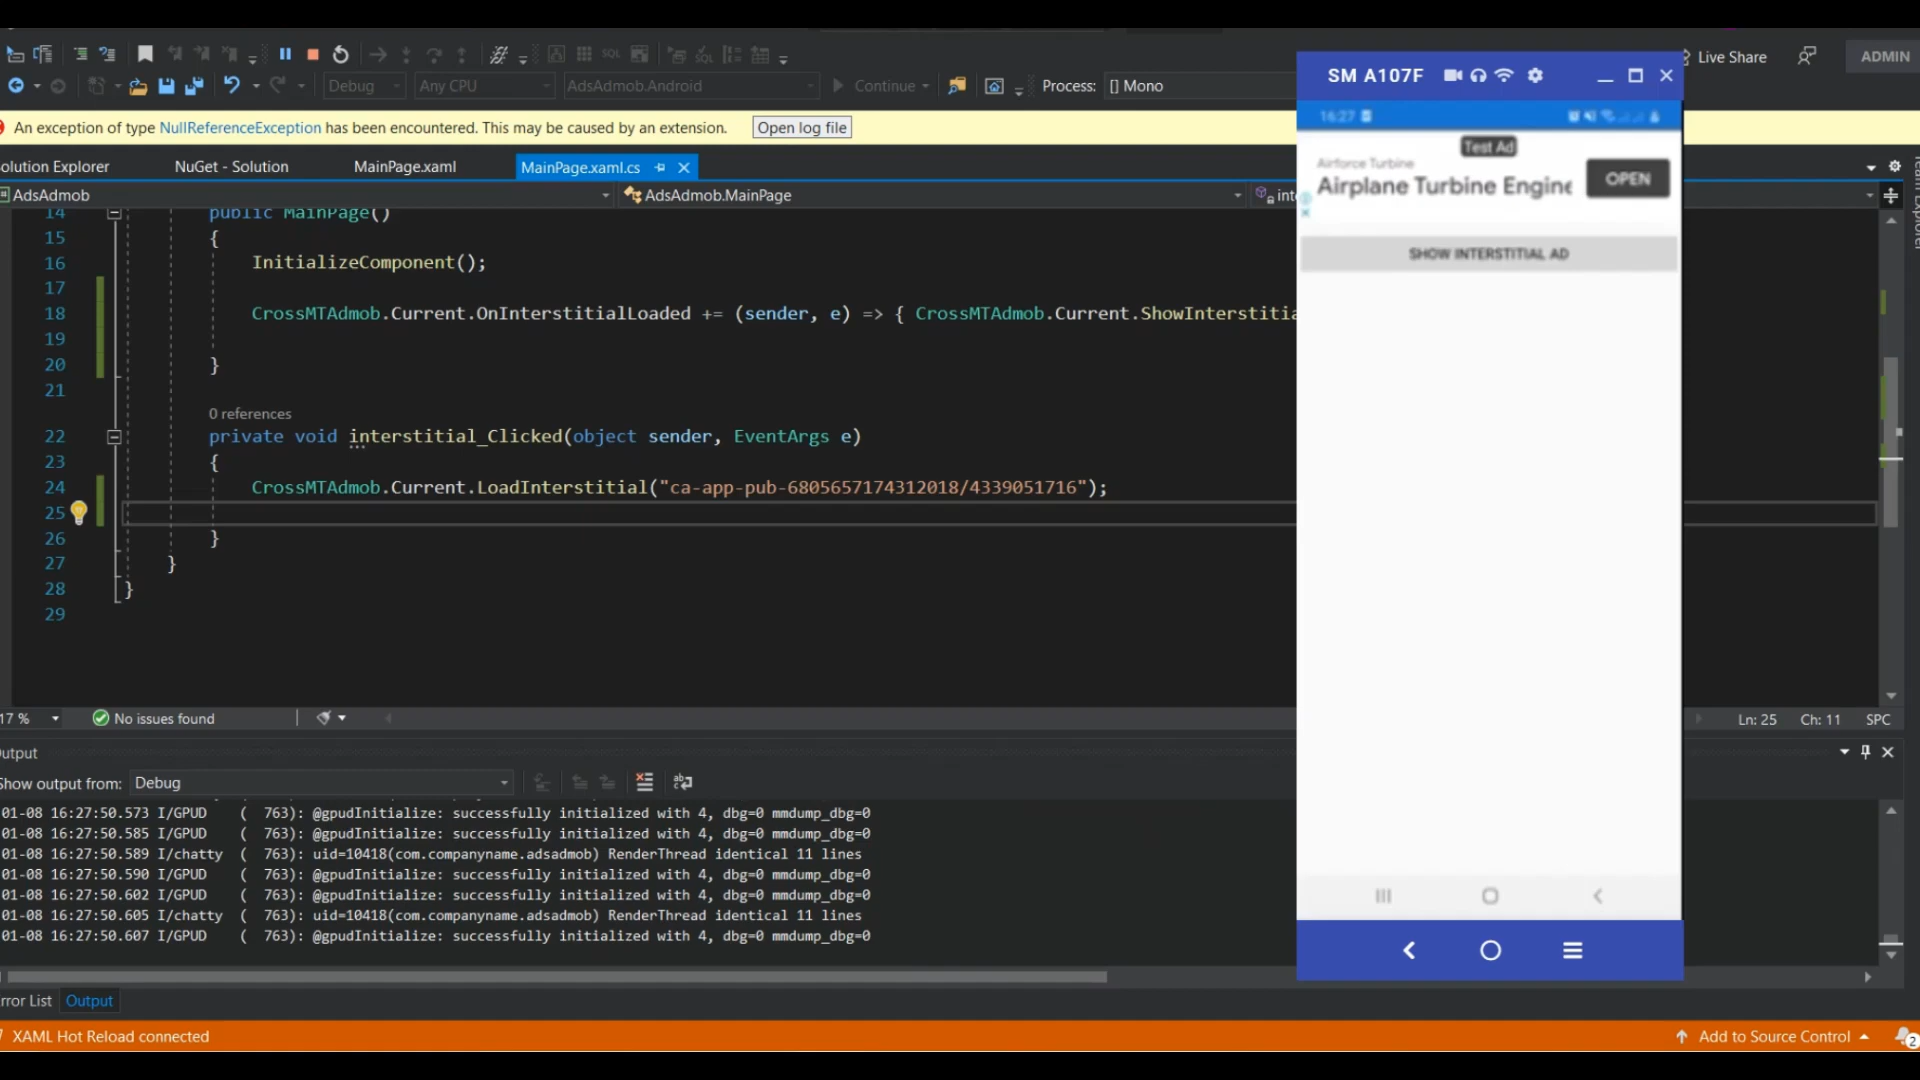 SM A107F
Live Share
ADMIN
Debug
Any CPU
AdsAdmob.Android
Continue
Process:
[] Mono
An exception of type NullReferenceException has been encountered. This may be caused by an extension.
Open log file
olution Explorer
NuGet - Solution
MainPage.xaml
MainPage.xaml.cs
AdsAdmob
AdsAdmob.MainPage
int
Team Explorer
14 public MainPage()
15 {
16 InitializeComponent();
17
18 CrossMTAdmob.Current.OnInterstitialLoaded += (sender, e) => { CrossMTAdmob.Current.ShowInterstitia
19
20 }
21
0 references
22 private void interstitial_Clicked(object sender, EventArgs e)
23 {
24 CrossMTAdmob.Current.LoadInterstitial("ca-app-pub-6805657174312018/4339051716");
25
26 }
27 }
28 }
29
16:27
Test Ad
Airforce Turbine
Airplane Turbine Engine
OPEN
SHOW INTERSTITIAL AD
17 %
No issues found
Ln: 25
Ch: 11
SPC
utput
Show output from:
Debug
01-08 16:27:50.573 I/GPUD ( 763): @gpudInitialize: successfully initialized with 4, dbg=0 mmdump_dbg=0
01-08 16:27:50.585 I/GPUD ( 763): @gpudInitialize: successfully initialized with 4, dbg=0 mmdump_dbg=0
01-08 16:27:50.589 I/chatty ( 763): uid=10418(com.companyname.adsadmob) RenderThread identical 11 lines
01-08 16:27:50.590 I/GPUD ( 763): @gpudInitialize: successfully initialized with 4, dbg=0 mmdump_dbg=0
01-08 16:27:50.602 I/GPUD ( 763): @gpudInitialize: successfully initialized with 4, dbg=0 mmdump_dbg=0
01-08 16:27:50.605 I/chatty ( 763): uid=10418(com.companyname.adsadmob) RenderThread identical 11 lines
01-08 16:27:50.607 I/GPUD ( 763): @gpudInitialize: successfully initialized with 4, dbg=0 mmdump_dbg=0
rror List
Output
XAML Hot Reload connected
Add to Source Control
2